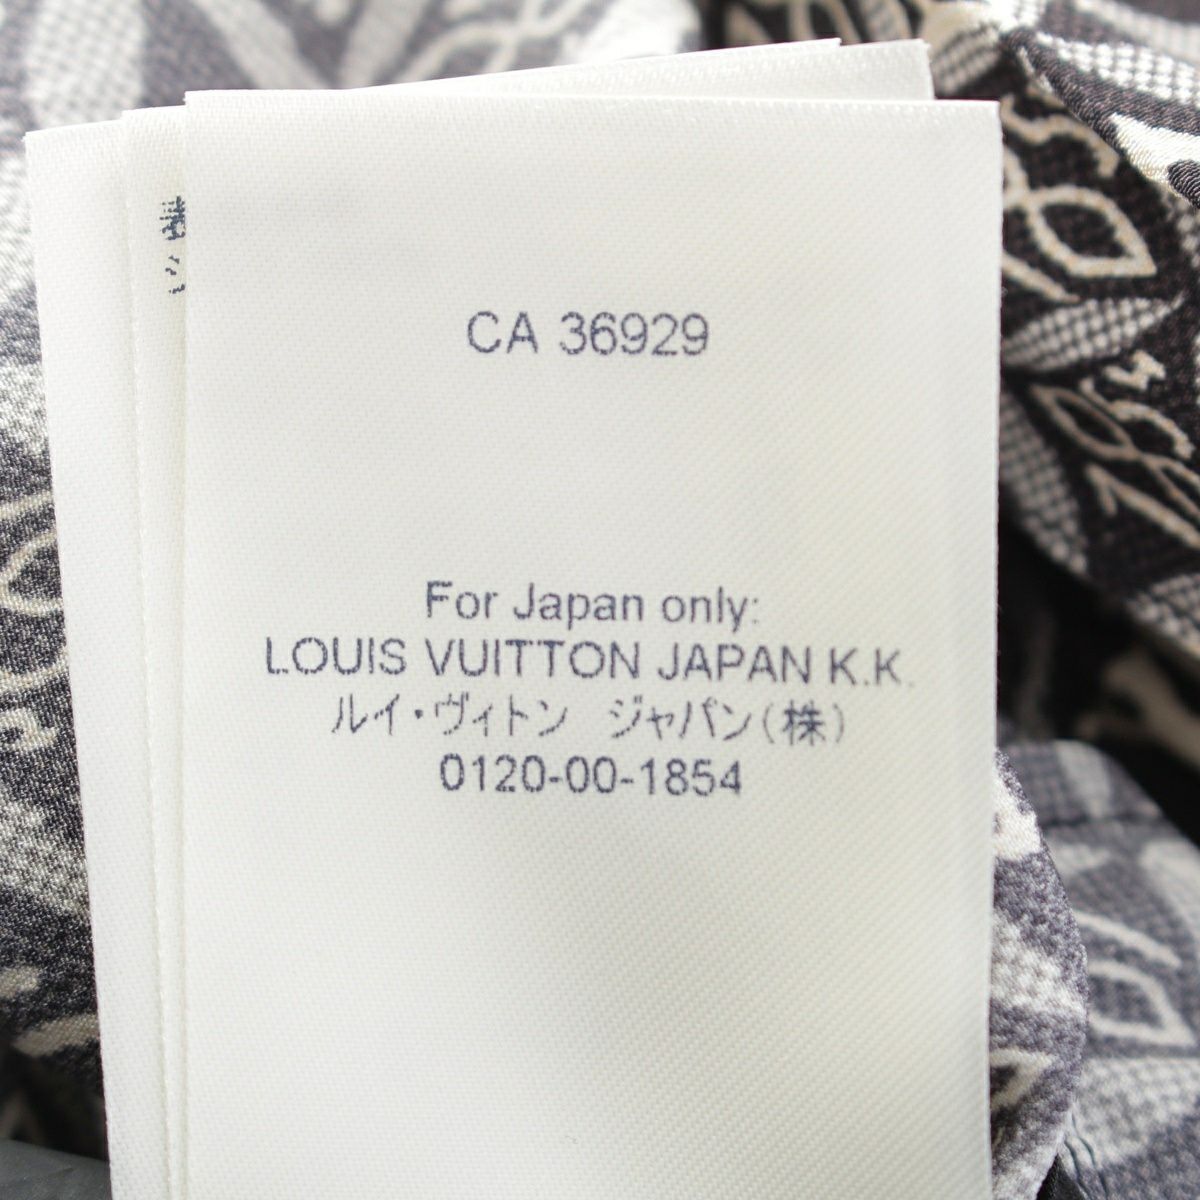 CA 36929
For Japan only:
LOUIS VUITTON JAPAN K.K.
ルイ・ヴィトン　ジャパン(株)
0120-00-1854